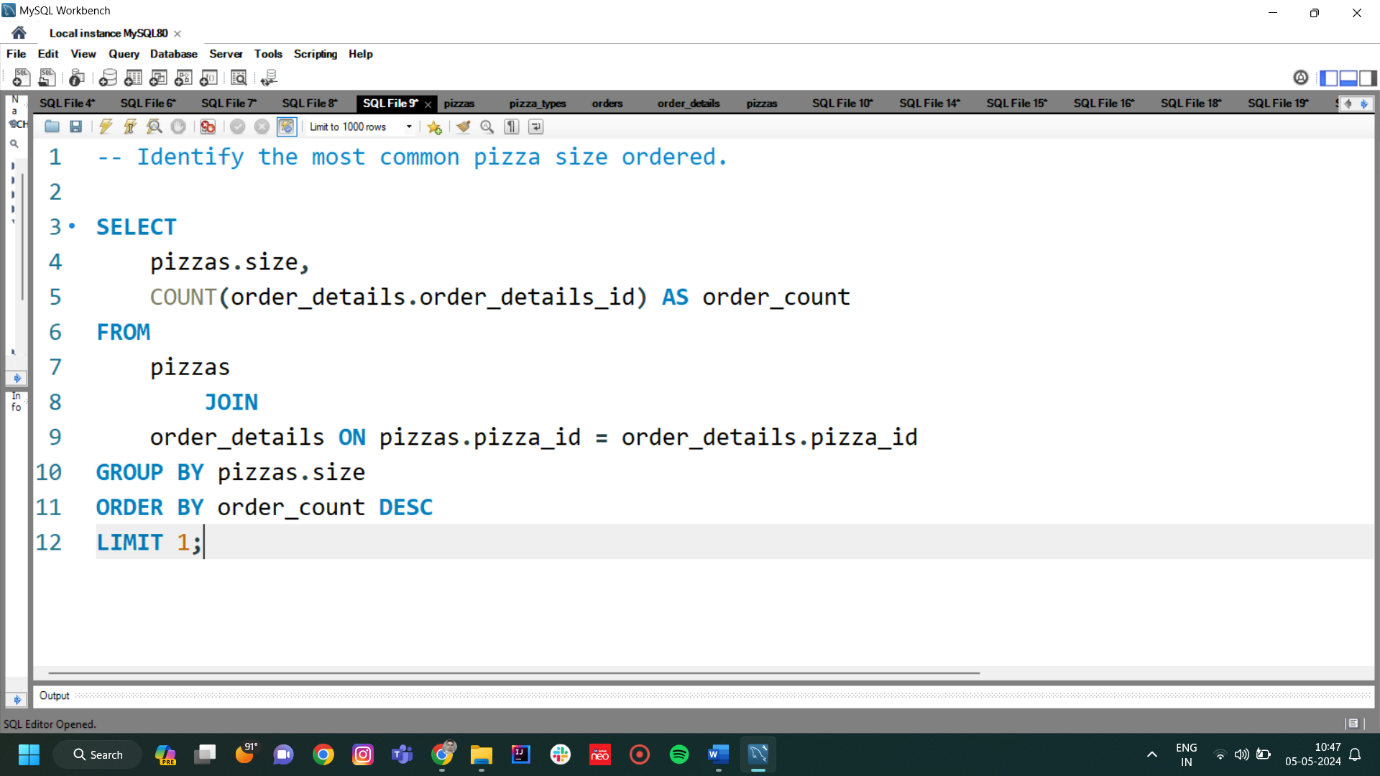 MySQL Workbench
Local instance MySQL80
File Edit View Query Database Server Tools Scripting Help
SQL File 4* SQL File 6* SQL File 7* SQL File 8* SQL File 9* pizzas pizza_types orders order_details pizzas SQL File 10* SQL File 14* SQL File 15* SQL File 16* SQL File 18* SQL File 19*
Limit to 1000 rows
1 -- Identify the most common pizza size ordered.
2
3 SELECT
4 pizzas.size,
5 COUNT(order_details.order_details_id) AS order_count
6 FROM
7 pizzas
8 JOIN
9 order_details ON pizzas.pizza_id = order_details.pizza_id
10 GROUP BY pizzas.size
11 ORDER BY order_count DESC
12 LIMIT 1;
Na
SCH
Info
Output
SQL Editor Opened.
Search
PRE
91°
neo
ENG
IN
10:47
05-05-2024